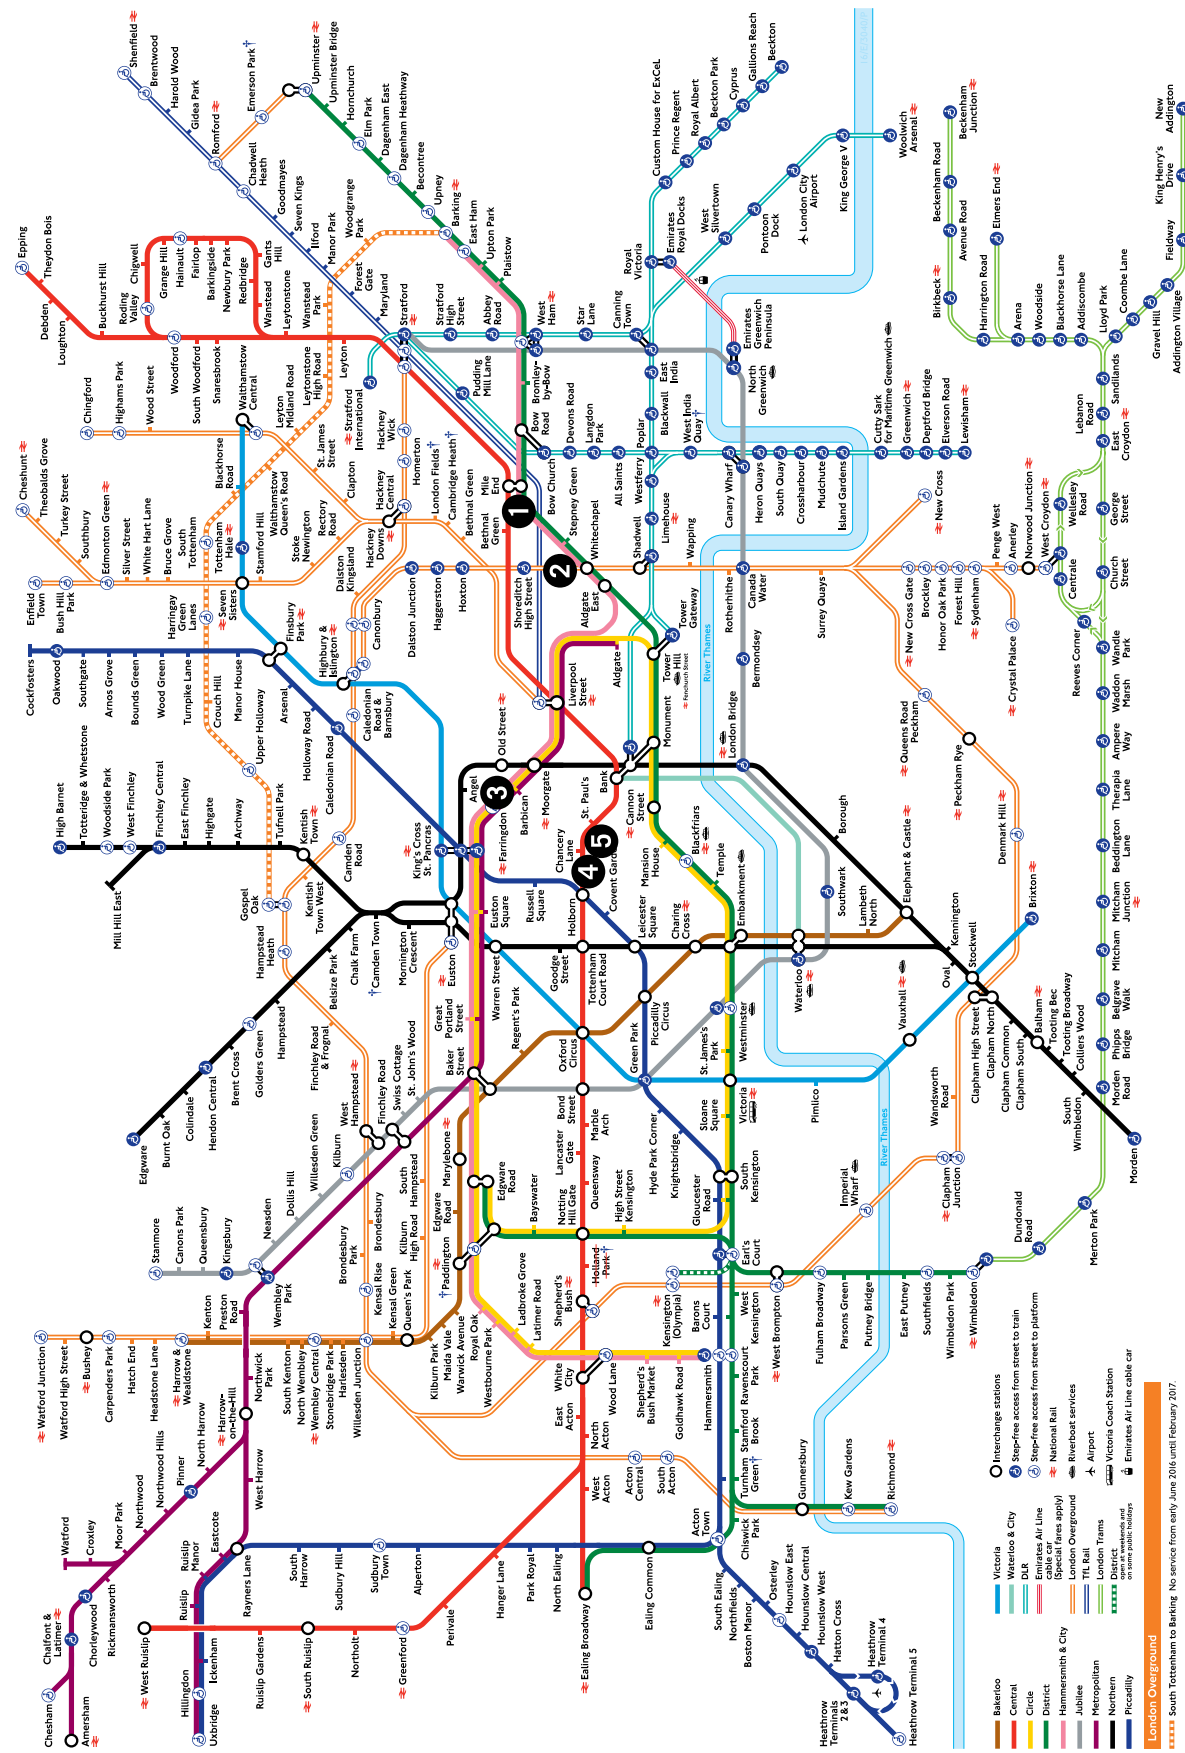 Chesham
Chalfont &
Latimer
Amersham
Chorleywood
Rickmansworth
Watford
Croxley
Moor Park
Northwood
Northwood Hills
Pinner
North Harrow
Harrow-
on-the-Hill
Northwick
Park
Preston
Road
Wembley
Park
West Harrow
Rayners Lane
Eastcote
Ruislip
Manor
Ruislip
Ickenham
Hillingdon
Uxbridge
Watford Junction
Watford High Street
Bushey
Carpenders Park
Hatch End
Headstone Lane
Harrow &
Wealdstone
Kenton
South Kenton
North Wembley
Wembley Central
Stonebridge Park
Harlesden
Willesden Junction
Kensal Green
Queen's Park
Kilburn Park
Maida Vale
Warwick Avenue
Royal Oak
Westbourne Park
Ladbroke Grove
Latimer Road
Stanmore
Canons Park
Queensbury
Kingsbury
Neasden
Dollis Hill
Willesden Green
Kilburn
West
Hampstead
Finchley Road
Swiss Cottage
St. John's Wood
Kensal Rise
Brondesbury
Park
Brondesbury
Kilburn
High Road
South
Hampstead
Finchley Road
& Frognal
Edgware
Road
Marylebone
Paddington
Baker
Street
Great
Portland
Street
Regent's Park
Edgware
Burnt Oak
Colindale
Hendon Central
Brent Cross
Golders Green
Hampstead
Belsize Park
Chalk Farm
Camden Town
Mornington
Crescent
Euston
Warren Street
Goodge
Street
Hampstead
Heath
Gospel
Oak
Kentish
Town West
Mill Hill East
High Barnet
Totteridge & Whetstone
Woodside Park
West Finchley
Finchley Central
East Finchley
Highgate
Archway
Tufnell Park
Kentish
Town
Camden
Road
Caledonian Road
Holloway Road
Arsenal
Upper Holloway
Crouch Hill
Manor House
Turnpike Lane
Wood Green
Bounds Green
Arnos Grove
Southgate
Oakwood
Cockfosters
Harringay
Green
Lanes
Finsbury
Park
Highbury &
Islington
Caledonian
Road &
Barnsbury
Canonbury
Dalston
Kingsland
Dalston Junction
Haggerston
Hoxton
Shoreditch
High Street
Enfield
Town
Bush Hill
Park
Cheshunt
Theobalds Grove
Turkey Street
Southbury
Edmonton Green
Silver Street
White Hart Lane
Bruce Grove
South
Tottenham
Tottenham
Hale
Seven
Sisters
Stamford Hill
Stoke
Newington
Rectory
Road
Hackney
Downs
Hackney
Central
Clapton
St. James
Street
Walthamstow
Queen's Road
Blackhorse
Road
Walthamstow
Central
Chingford
Highams Park
Wood Street
Leyton
Midland Road
Leytonstone
High Road
Wanstead
Park
Woodgrange
Park
London Fields
Cambridge Heath
Bethnal Green
Homerton
Hackney
Wick
Stratford
International
Epping
Theydon Bois
Debden
Loughton
Buckhurst Hill
Roding
Valley
Chigwell
Grange Hill
Hainault
Fairlop
Barkingside
Newbury Park
Gants
Hill
Redbridge
Wanstead
Woodford
South Woodford
Snaresbrook
Leytonstone
Leyton
Stratford
Shenfield
Brentwood
Harold Wood
Gidea Park
Romford
Emerson Park
Upminster
Upminster Bridge
Hornchurch
Elm Park
Dagenham East
Dagenham Heathway
Becontree
Upney
Barking
East Ham
Upton Park
Plaistow
Chadwell
Heath
Goodmayes
Seven Kings
Ilford
Manor Park
Forest
Gate
Maryland
Stratford
High
Street
Abbey
Road
West
Ham
Star
Lane
Canning
Town
Pudding
Mill Lane
Bromley-
by-Bow
Bow
Road
Bow Church
Devons Road
Langdon
Park
All Saints
Poplar
Blackwall
East
India
Royal
Victoria
Custom House for ExCeL
Prince Regent
Royal Albert
Beckton Park
Cyprus
Gallions Reach
Beckton
Emirates
Royal Docks
West
Silvertown
Pontoon
Dock
London City
Airport
King George V
Woolwich
Arsenal
Emirates
Greenwich
Peninsula
North
Greenwich
Mile
End
Bethnal
Green
Stepney Green
Whitechapel
Aldgate
East
Aldgate
Liverpool
Street
Shadwell
Limehouse
Westferry
West India
Quay
Canary Wharf
Heron Quays
South Quay
Crossharbour
Mudchute
Island Gardens
Cutty Sark
for Maritime Greenwich
Greenwich
Deptford Bridge
Elverson Road
Lewisham
Tower
Gateway
Tower
Hill
Fenchurch Street
Monument
Bank
Wapping
Rotherhithe
Canada
Water
Bermondsey
London Bridge
Surrey Quays
New Cross
New Cross Gate
Brockley
Honor Oak Park
Forest Hill
Sydenham
Penge West
Anerley
Norwood Junction
West Croydon
Crystal Palace
Queens Road
Peckham
Peckham Rye
Denmark Hill
River Thames
River Thames
King's Cross
St. Pancras
Angel
Old Street
Moorgate
Barbican
Farringdon
Chancery
Lane
St. Paul's
Holborn
Covent Gard
Russell
Square
Euston
Square
Tottenham
Court Road
Leicester
Square
Charing
Cross
Piccadilly
Circus
Oxford
Circus
Bond
Street
Green Park
Marble
Arch
Lancaster
Gate
Queensway
Notting
Hill Gate
Bayswater
Edgware
Road
High Street
Kensington
Hyde Park Corner
Knightsbridge
Gloucester
Road
South
Kensington
Sloane
Square
Victoria
St. James's
Park
Westminster
Embankment
Temple
Blackfriars
Mansion
House
Cannon
Street
Waterloo
Southwark
Lambeth
North
Elephant & Castle
Borough
Kennington
Oval
Stockwell
Brixton
Vauxhall
Pimlico
Clapham High Street
Clapham North
Clapham Common
Clapham South
Balham
Tooting Bec
Tooting Broadway
Colliers Wood
South
Wimbledon
Morden
Wandsworth
Road
Clapham
Junction
Imperial
Wharf
West Brompton
Earl's
Court
Kensington
(Olympia)
Holland
Park
Shepherd's
Bush
White
City
Wood Lane
Shepherd's
Bush Market
Goldhawk Road
Hammersmith
Barons
Court
West
Kensington
East
Acton
North
Acton
West
Acton
Ealing Broadway
Ealing Common
Acton
Central
South
Acton
Acton
Town
Chiswick
Park
Turnham
Green
Stamford
Brook
Ravenscourt
Park
Gunnersbury
Kew Gardens
Richmond
Fulham Broadway
Parsons Green
Putney Bridge
East Putney
Southfields
Wimbledon Park
Wimbledon
West Ruislip
Ruislip Gardens
South Ruislip
Northolt
Greenford
Perivale
Hanger Lane
Park Royal
North Ealing
Alperton
Sudbury
Town
Sudbury Hill
South
Harrow
South Ealing
Northfields
Boston Manor
Osterley
Hounslow East
Hounslow Central
Hounslow West
Hatton Cross
Heathrow
Terminals
2 & 3
Heathrow
Terminal 4
Heathrow Terminal 5
Dundonald
Road
Merton Park
Morden
Road
Phipps
Bridge
Belgrave
Walk
Mitcham
Mitcham
Junction
Beddington
Lane
Therapia
Lane
Ampere
Way
Waddon
Marsh
Wandle
Park
Reeves Corner
Centrale
Church
Street
George
Street
Wellesley
Road
East
Croydon
Lebanon
Road
Sandilands
Lloyd Park
Coombe Lane
Gravel Hill
Addington Village
Fieldway
King Henry's
Drive
New
Addington
Addiscombe
Blackhorse Lane
Woodside
Arena
Elmers End
Harrington Road
Birkbeck
Avenue Road
Beckenham Road
Beckenham
Junction
1
2
3
4
5
Bakerloo
Central
Circle
District
Hammersmith & City
Jubilee
Metropolitan
Northern
Piccadilly
Victoria
Waterloo & City
DLR
Emirates Air Line
cable car
(Special fares apply)
London Overground
TfL Rail
London Trams
District
open at weekends and
on some public holidays
Interchange stations
Step-free access from street to train
Step-free access from street to platform
National Rail
Riverboat services
Airport
Victoria Coach Station
Emirates Air Line cable car
London Overground
South Tottenham to Barking No service from early June 2016 until February 2017.